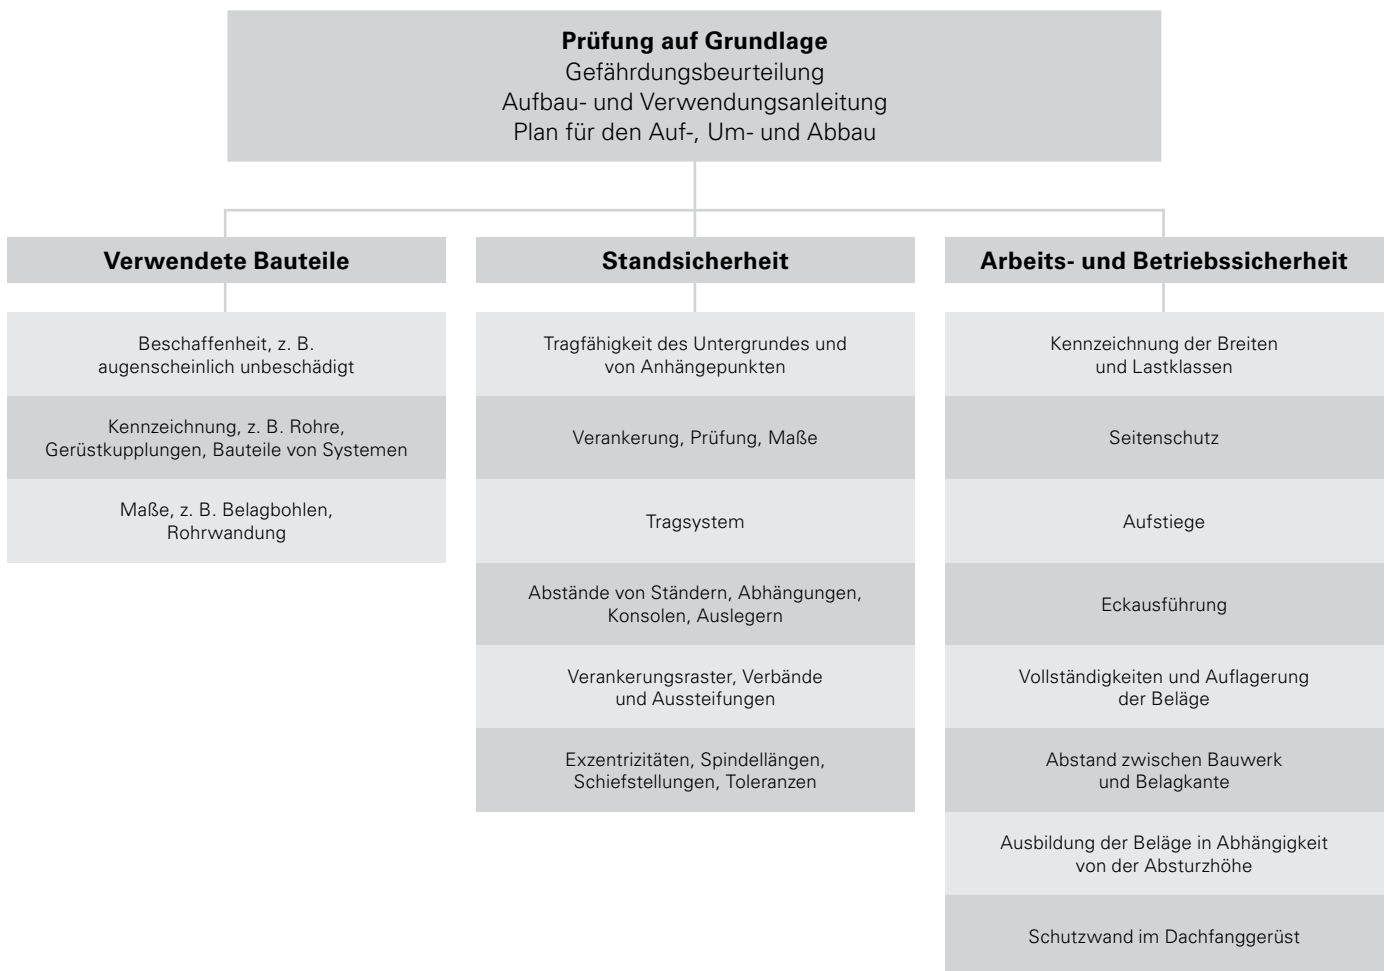 Prüfung auf Grundlage
Gefährdungsbeurteilung
Aufbau- und Verwendungsanleitung
Plan für den Auf-, Um- und Abbau
Verwendete Bauteile
Beschaffenheit, z. B.
augenscheinlich unbeschädigt
Kennzeichnung, z. B. Rohre,
Gerüstkupplungen, Bauteile von Systemen
Maße, z. B. Belagbohlen,
Rohrwandung
Standsicherheit
Tragfähigkeit des Untergrundes und
von Anhängepunkten
Verankerung, Prüfung, Maße
Tragsystem
Abstände von Ständern, Abhängungen,
Konsolen, Auslegern
Verankerungsraster, Verbände
und Aussteifungen
Exzentrizitäten, Spindellängen,
Schiefstellungen, Toleranzen
Arbeits- und Betriebssicherheit
Kennzeichnung der Breiten
und Lastklassen
Seitenschutz
Aufstiege
Eckausführung
Vollständigkeiten und Auflagerung
der Beläge
Abstand zwischen Bauwerk
und Belagkante
Ausbildung der Beläge in Abhängigkeit
von der Absturzhöhe
Schutzwand im Dachfanggerüst